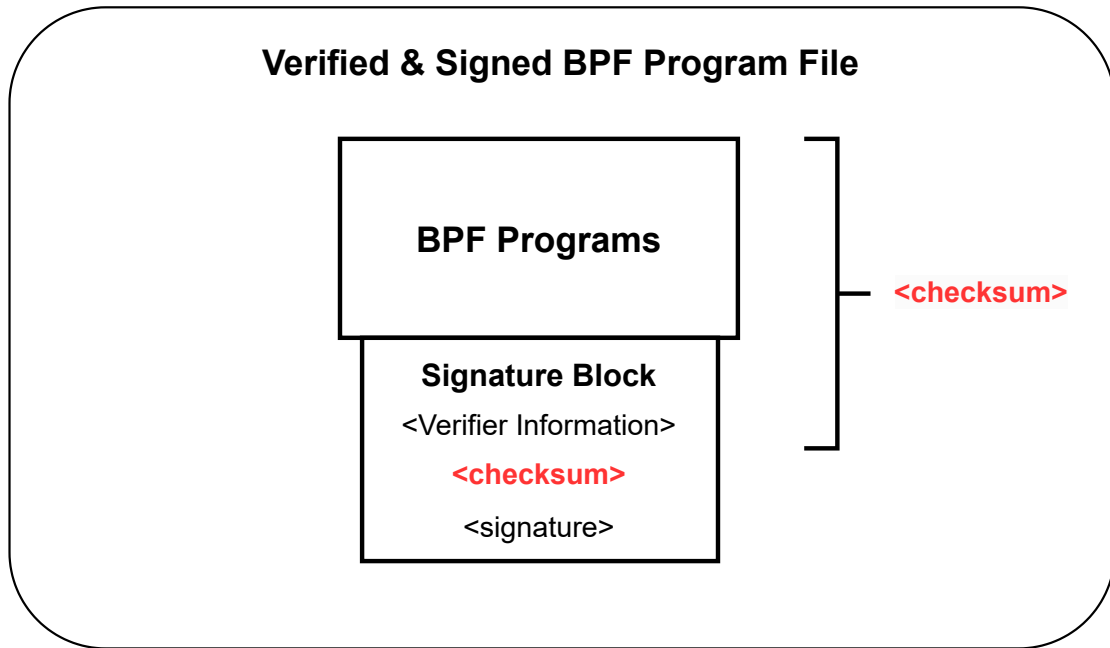 Verified & Signed BPF Program File
BPF Programs
<checksum>
Signature Block
<Verifier Information>
<checksum>
<signature>